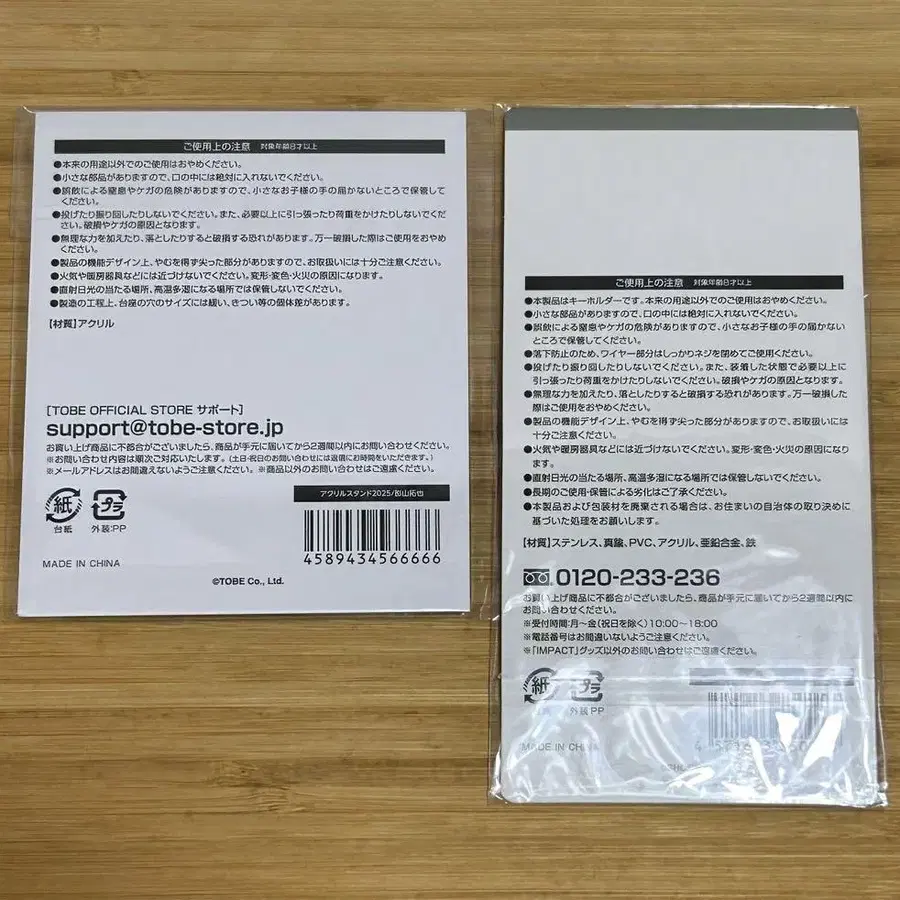 ご使用上の注意 対象年齢8才以上
●本来の用途以外でのご使用はおやめください。
●小さな部品がありますので、口の中には絶対に入れないでください。
●誤飲による窒息やケガの危険がありますので、小さなお子様の手の届かないところで保管して
ください。
●投げたり振り回したりしないでください。また、必要以上に引っ張ったり荷重をかけたりしないでくだ
さい。破損やケガの原因となります。
●無理な力を加えたり、落としたりすると破損する恐れがあります。万一破損した際はご使用をおやめ
ください。
●製品の機能デザイン上、やむを得ず尖った部分がありますので、お取扱いには十分ご注意ください。
●火気や暖房器具などには近づけないでください。変形・変色・火災の原因になります。
●直射日光の当たる場所、高温多湿になる場所では保管しないでください。
●製造の工程上、台座の穴のサイズには緩い、きつい等の個体差があります。
【材質】アクリル
[TOBE OFFICIAL STORE サポート]
support@tobe-store.jp
お買い上げ商品に不都合がございましたら、商品が手元に届いてから2週間以内にお問い合わせください。
※お問い合わせ内容は順次ご対応いたします。(土日・祝日のお問い合わせには返信にお時間をいただきます。)
※メールアドレスはお間違えないようご注意ください。※商品以外のお問い合わせはご遠慮ください。
紙
台紙
プラ
外装:PP
アクリルスタンド2025/影山拓也
4589434566666
MADE IN CHINA
©TOBE Co., Ltd.
ご使用上の注意 対象年齢8才以上
●本製品はキーホルダーです。本来の用途以外でのご使用はおやめください。
●小さな部品がありますので、口の中には絶対に入れないでください。
●誤飲による窒息やケガの危険がありますので、小さなお子様の手の届かない
ところで保管してください。
●落下防止のため、ワイヤー部分はしっかりネジを閉めてご使用ください。
●投げたり振り回したりしないでください。また、装着した状態で必要以上に
引っ張ったり荷重をかけたりしないでください。破損やケガの原因となります。
●無理な力を加えたり、落としたりすると破損する恐れがあります。万一破損した
際はご使用をおやめください。
●製品の機能デザイン上、やむを得ず尖った部分がありますので、お取扱いには
十分ご注意ください。
●火気や暖房器具などには近づけないでください。変形・変色・火災の原因になりま
す。
●直射日光の当たる場所、高温多湿になる場所では保管しないでください。
●長期のご使用・保管による劣化はご了承ください。
●本製品および包装材を廃棄される場合は、お住まいの自治体の取り決めに
基づいた処理をお願いします。
【材質】ステンレス、真鍮、PVC、アクリル、亜鉛合金、鉄
0120-233-236
お買い上げ商品に不都合がございましたら、商品が手元に届いてから2週間以内に
お問い合わせください。
※受付時間:月〜金(祝日を除く)10:00〜18:00
※電話番号はお間違いないようご注意ください。
※「IMPACT」グッズ以外のお問い合わせはご遠慮ください。
紙
プラ
外装:PP
MADE IN CHINA